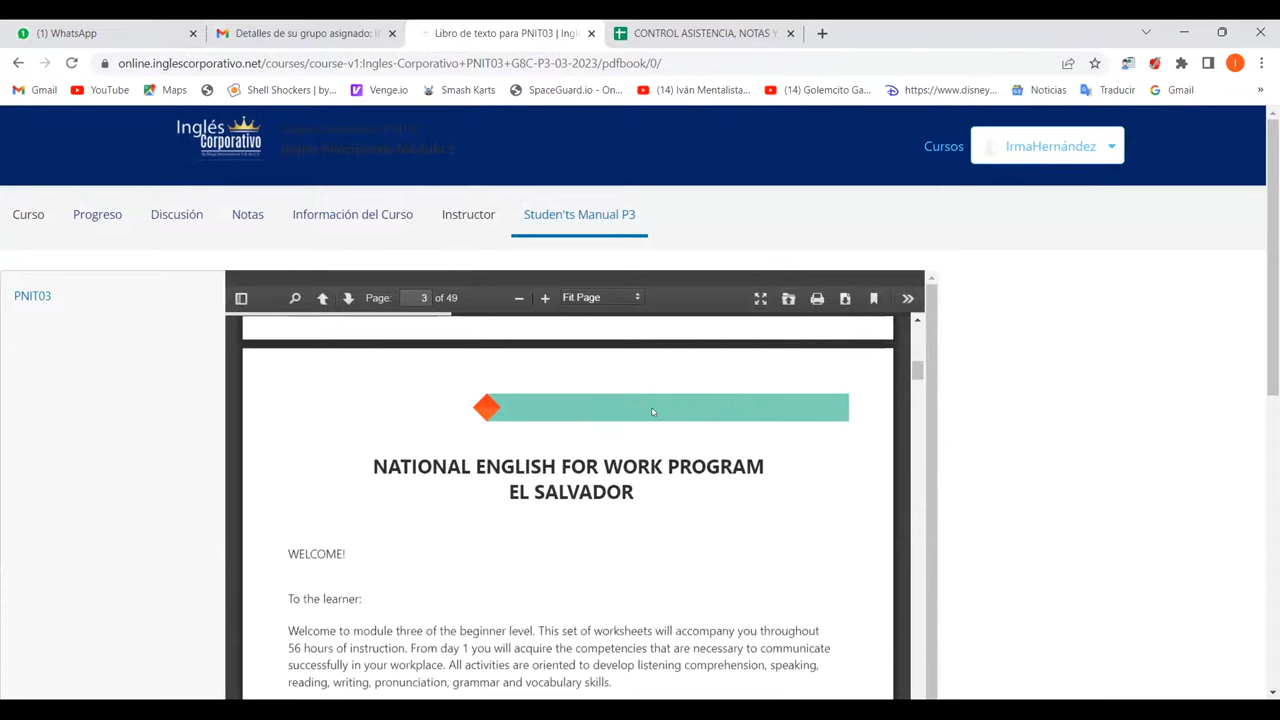 (1) WhatsApp
Detalles de su grupo asignado: I
Libro de texto para PNIT03 | Ingl
CONTROL ASISTENCIA, NOTAS Y
online.inglescorporativo.net/courses/course-v1:Ingles-Corporativo+PNIT03+G8C-P3-03-2023/pdfbook/0/
Gmail YouTube Maps Shell Shockers | by... Venge.io Smash Karts SpaceGuard.io - On... (14) Iván Mentalista... (14) Golemcito Ga... https://www.disney... Noticias Traducir Gmail »
Inglés
Corporativo
Cursos
IrmaHernández
Curso Progreso Discusión Notas Información del Curso Instructor Studen'ts Manual P3
PNIT03
Page: 3 of 49 Fit Page
NATIONAL ENGLISH FOR WORK PROGRAM
EL SALVADOR
WELCOME!
To the learner:
Welcome to module three of the beginner level. This set of worksheets will accompany you throughout
56 hours of instruction. From day 1 you will acquire the competencies that are necessary to communicate
successfully in your workplace. All activities are oriented to develop listening comprehension, speaking,
reading, writing, pronunciation, grammar and vocabulary skills.